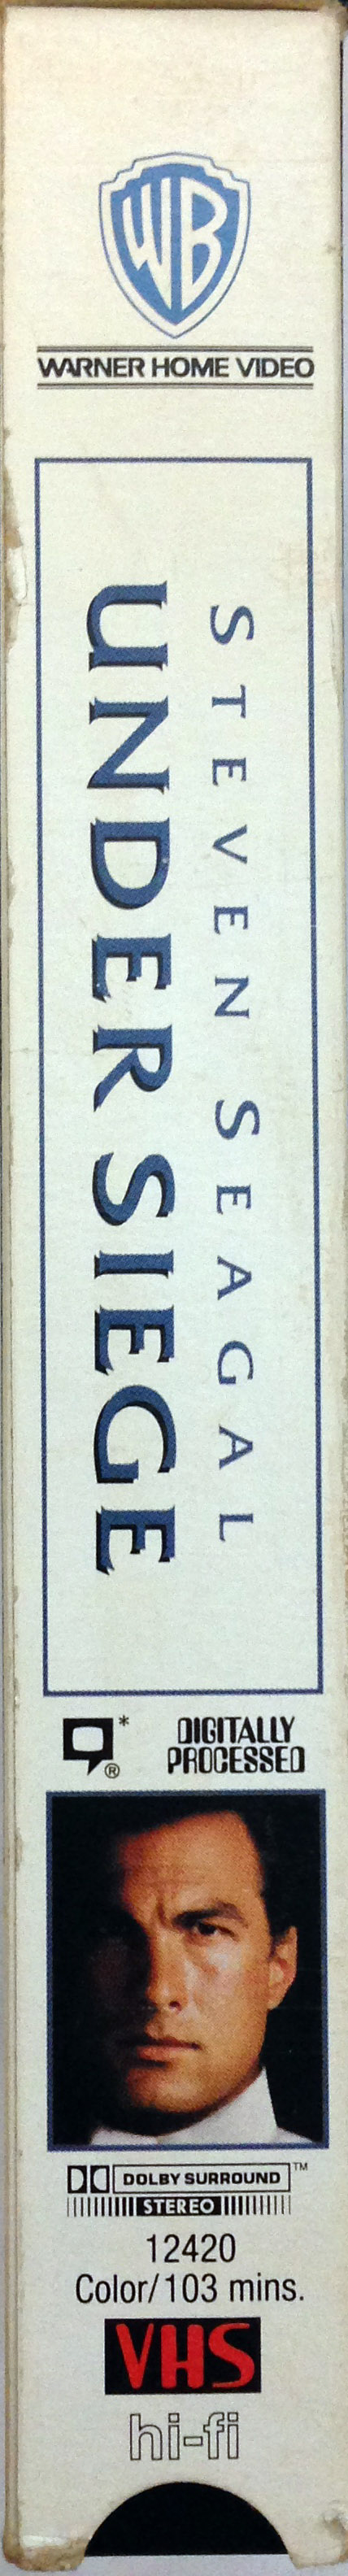 WB
WARNER HOME VIDEO
STEVEN SEAGAL
UNDER SIEGE
*
®
DIGITALLY
PROCESSED
DOLBY SURROUND ™
STEREO
12420
Color/103 mins.
VHS
hi-fi